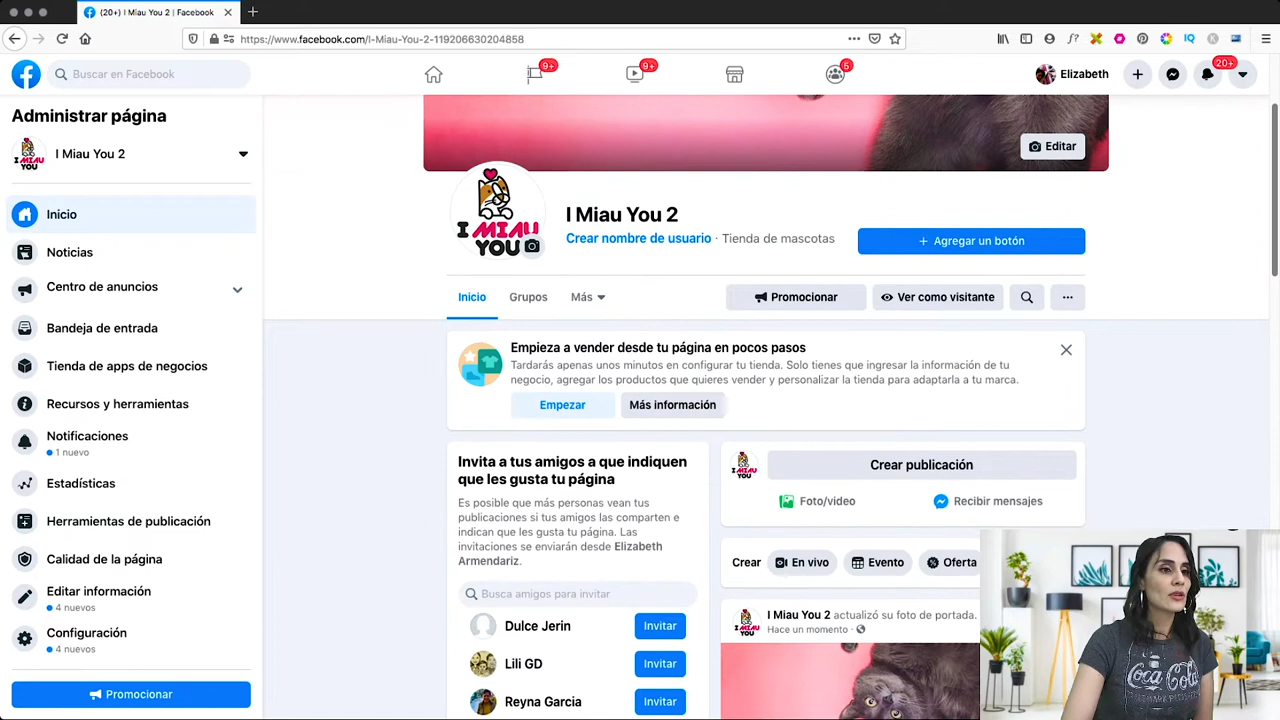 (20+) I Miau You 2 | Facebook
https://www.facebook.com/I-Miau-You-2-119206630204858
Buscar en Facebook
9+
9+
5
Elizabeth
20+
Administrar página
I Miau You 2
Inicio
Noticias
Centro de anuncios
Bandeja de entrada
Tienda de apps de negocios
Recursos y herramientas
Notificaciones
1 nuevo
Estadísticas
Herramientas de publicación
Calidad de la página
Editar información
4 nuevos
Configuración
4 nuevos
Promocionar
Editar
I MIAU
YOU
I Miau You 2
Crear nombre de usuario · Tienda de mascotas
+ Agregar un botón
Inicio
Grupos
Más
Promocionar
Ver como visitante
Empieza a vender desde tu página en pocos pasos
Tardarás apenas unos minutos en configurar tu tienda. Solo tienes que ingresar la información de tu
negocio, agregar los productos que quieres vender y personalizar la tienda para adaptarla a tu marca.
Empezar
Más información
Invita a tus amigos a que indiquen
que les gusta tu página
Es posible que más personas vean tus
publicaciones si tus amigos las comparten e
indican que les gusta tu página. Las
invitaciones se enviarán desde Elizabeth
Armendariz.
Busca amigos para invitar
Dulce Jerin
Invitar
Lili GD
Invitar
Reyna Garcia
Invitar
Crear publicación
Foto/video
Recibir mensajes
Crear
En vivo
Evento
Oferta
I Miau You 2 actualizó su foto de portada.
Hace un momento ·
Coca Cola